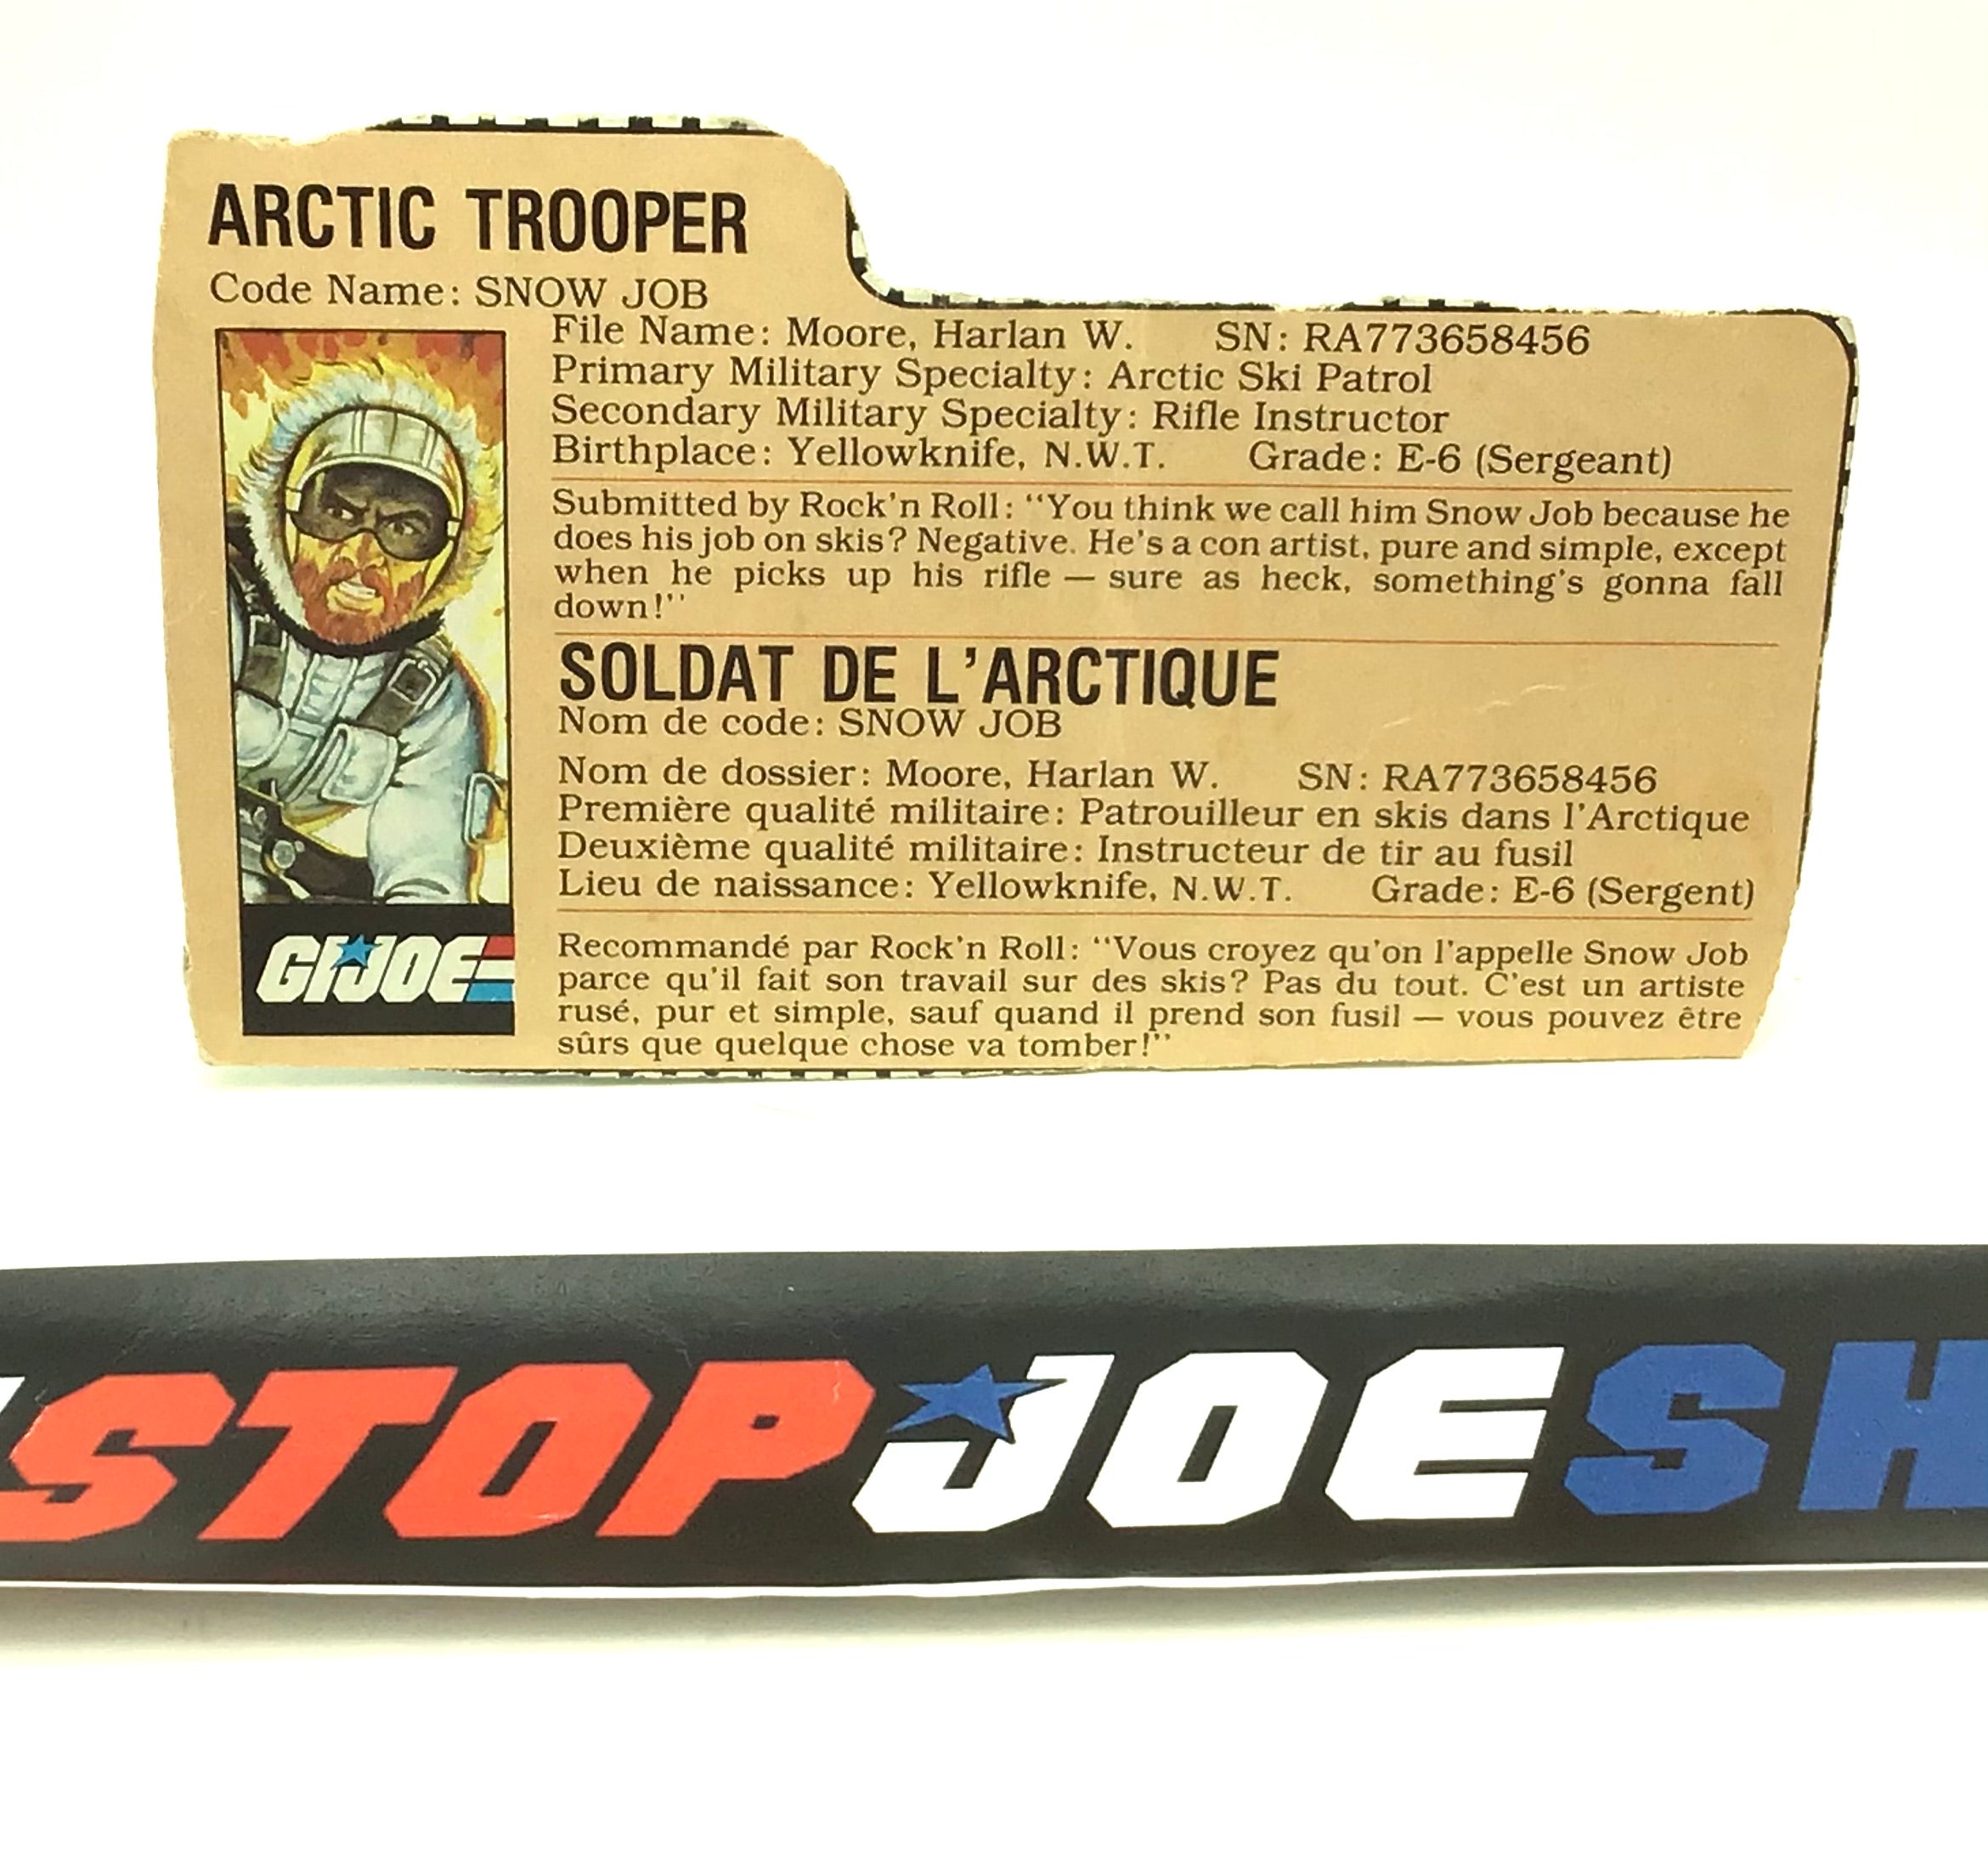 ARCTIC TROOPER
Code Name: SNOW JOB
File Name: Moore, Harlan W. SN: RA773658456
Primary Military Specialty: Arctic Ski Patrol
Secondary Military Specialty: Rifle Instructor
Birthplace: Yellowknife, N.W.T. Grade: E-6 (Sergeant)
Submitted by Rock'n Roll: "You think we call him Snow Job because he
does his job on skis? Negative. He's a con artist, pure and simple, except
when he picks up his rifle — sure as heck, something's gonna fall
down!"
SOLDAT DE L'ARCTIQUE
Nom de code: SNOW JOB
Nom de dossier: Moore, Harlan W. SN: RA773658456
Première qualité militaire: Patrouilleur en skis dans l'Arctique
Deuxième qualité militaire: Instructeur de tir au fusil
Lieu de naissance: Yellowknife, N.W.T. Grade: E-6 (Sergent)
Recommandé par Rock'n Roll: "Vous croyez qu'on l'appelle Snow Job
parce qu'il fait son travail sur des skis? Pas du tout. C'est un artiste
rusé, pur et simple, sauf quand il prend son fusil — vous pouvez être
sûrs que quelque chose va tomber!"
GI JOE
STOP JOE SH